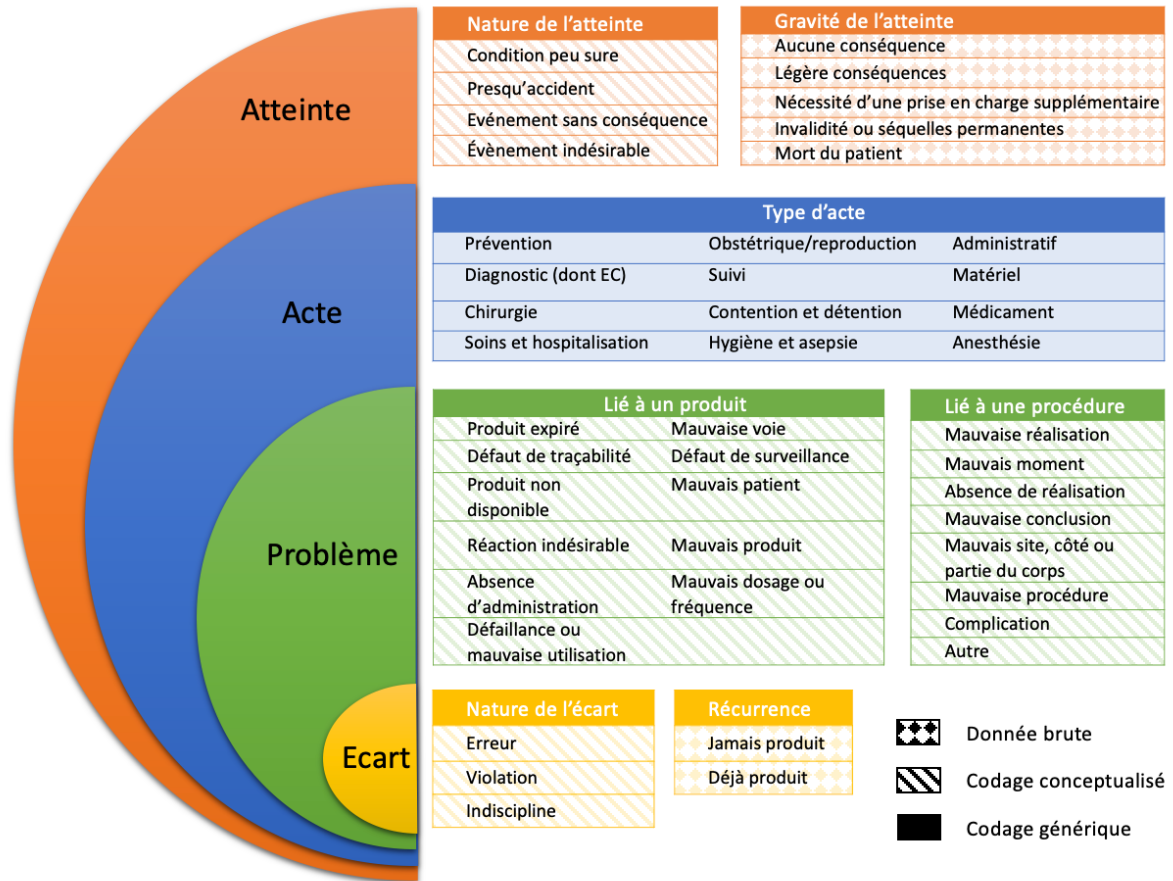 Atteinte
Acte
Problème
Ecart
Nature de l'atteinte
Condition peu sure
Presqu'accident
Evénement sans conséquence
Évènement indésirable
Gravité de l'atteinte
Aucune conséquence
Légère conséquences
Nécessité d'une prise en charge supplémentaire
Invalidité ou séquelles permanentes
Mort du patient
Type d'acte
Prévention
Obstétrique/reproduction
Administratif
Diagnostic (dont EC)
Suivi
Matériel
Chirurgie
Contention et détention
Médicament
Soins et hospitalisation
Hygiène et asepsie
Anesthésie
Lié à un produit
Produit expiré
Mauvaise voie
Défaut de traçabilité
Défaut de surveillance
Produit non
disponible
Mauvais patient
Réaction indésirable
Mauvais produit
Absence
d'administration
Mauvais dosage ou
fréquence
Défaillance ou
mauvaise utilisation
Lié à une procédure
Mauvaise réalisation
Mauvais moment
Absence de réalisation
Mauvaise conclusion
Mauvais site, côté ou
partie du corps
Mauvaise procédure
Complication
Autre
Nature de l'écart
Erreur
Violation
Indiscipline
Récurrence
Jamais produit
Déjà produit
Donnée brute
Codage conceptualisé
Codage générique